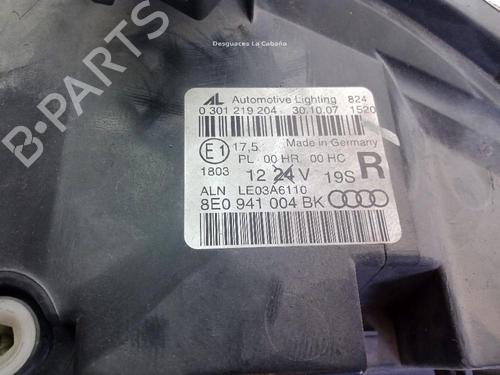 Desguaces La Cabaña
AL Automotive Lighting 824
0 301 219 204 30.10.07 1520
E1 17,5 Made in Germany
PL 00 HR 00 HC R
1803 12 24 V 19S
ALN LE03A6110
8E0 941 004 BK
B-PARTS